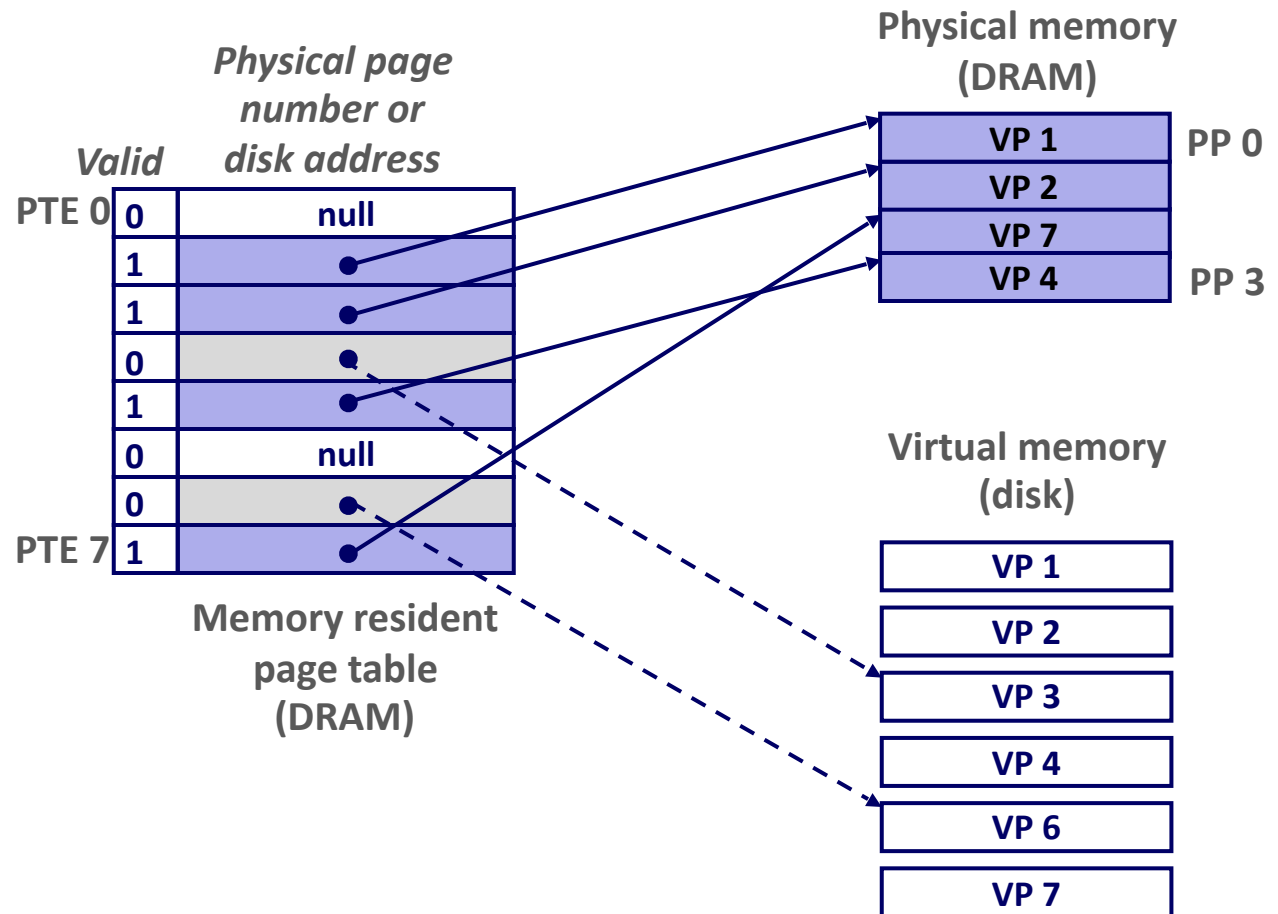 Physical page
number or
disk address
Valid
PTE 0
0
null
1
1
0
1
0
null
0
PTE 7
1
Memory resident
page table
(DRAM)
Physical memory
(DRAM)
VP 1
PP 0
VP 2
VP 7
VP 4
PP 3
Virtual memory
(disk)
VP 1
VP 2
VP 3
VP 4
VP 6
VP 7